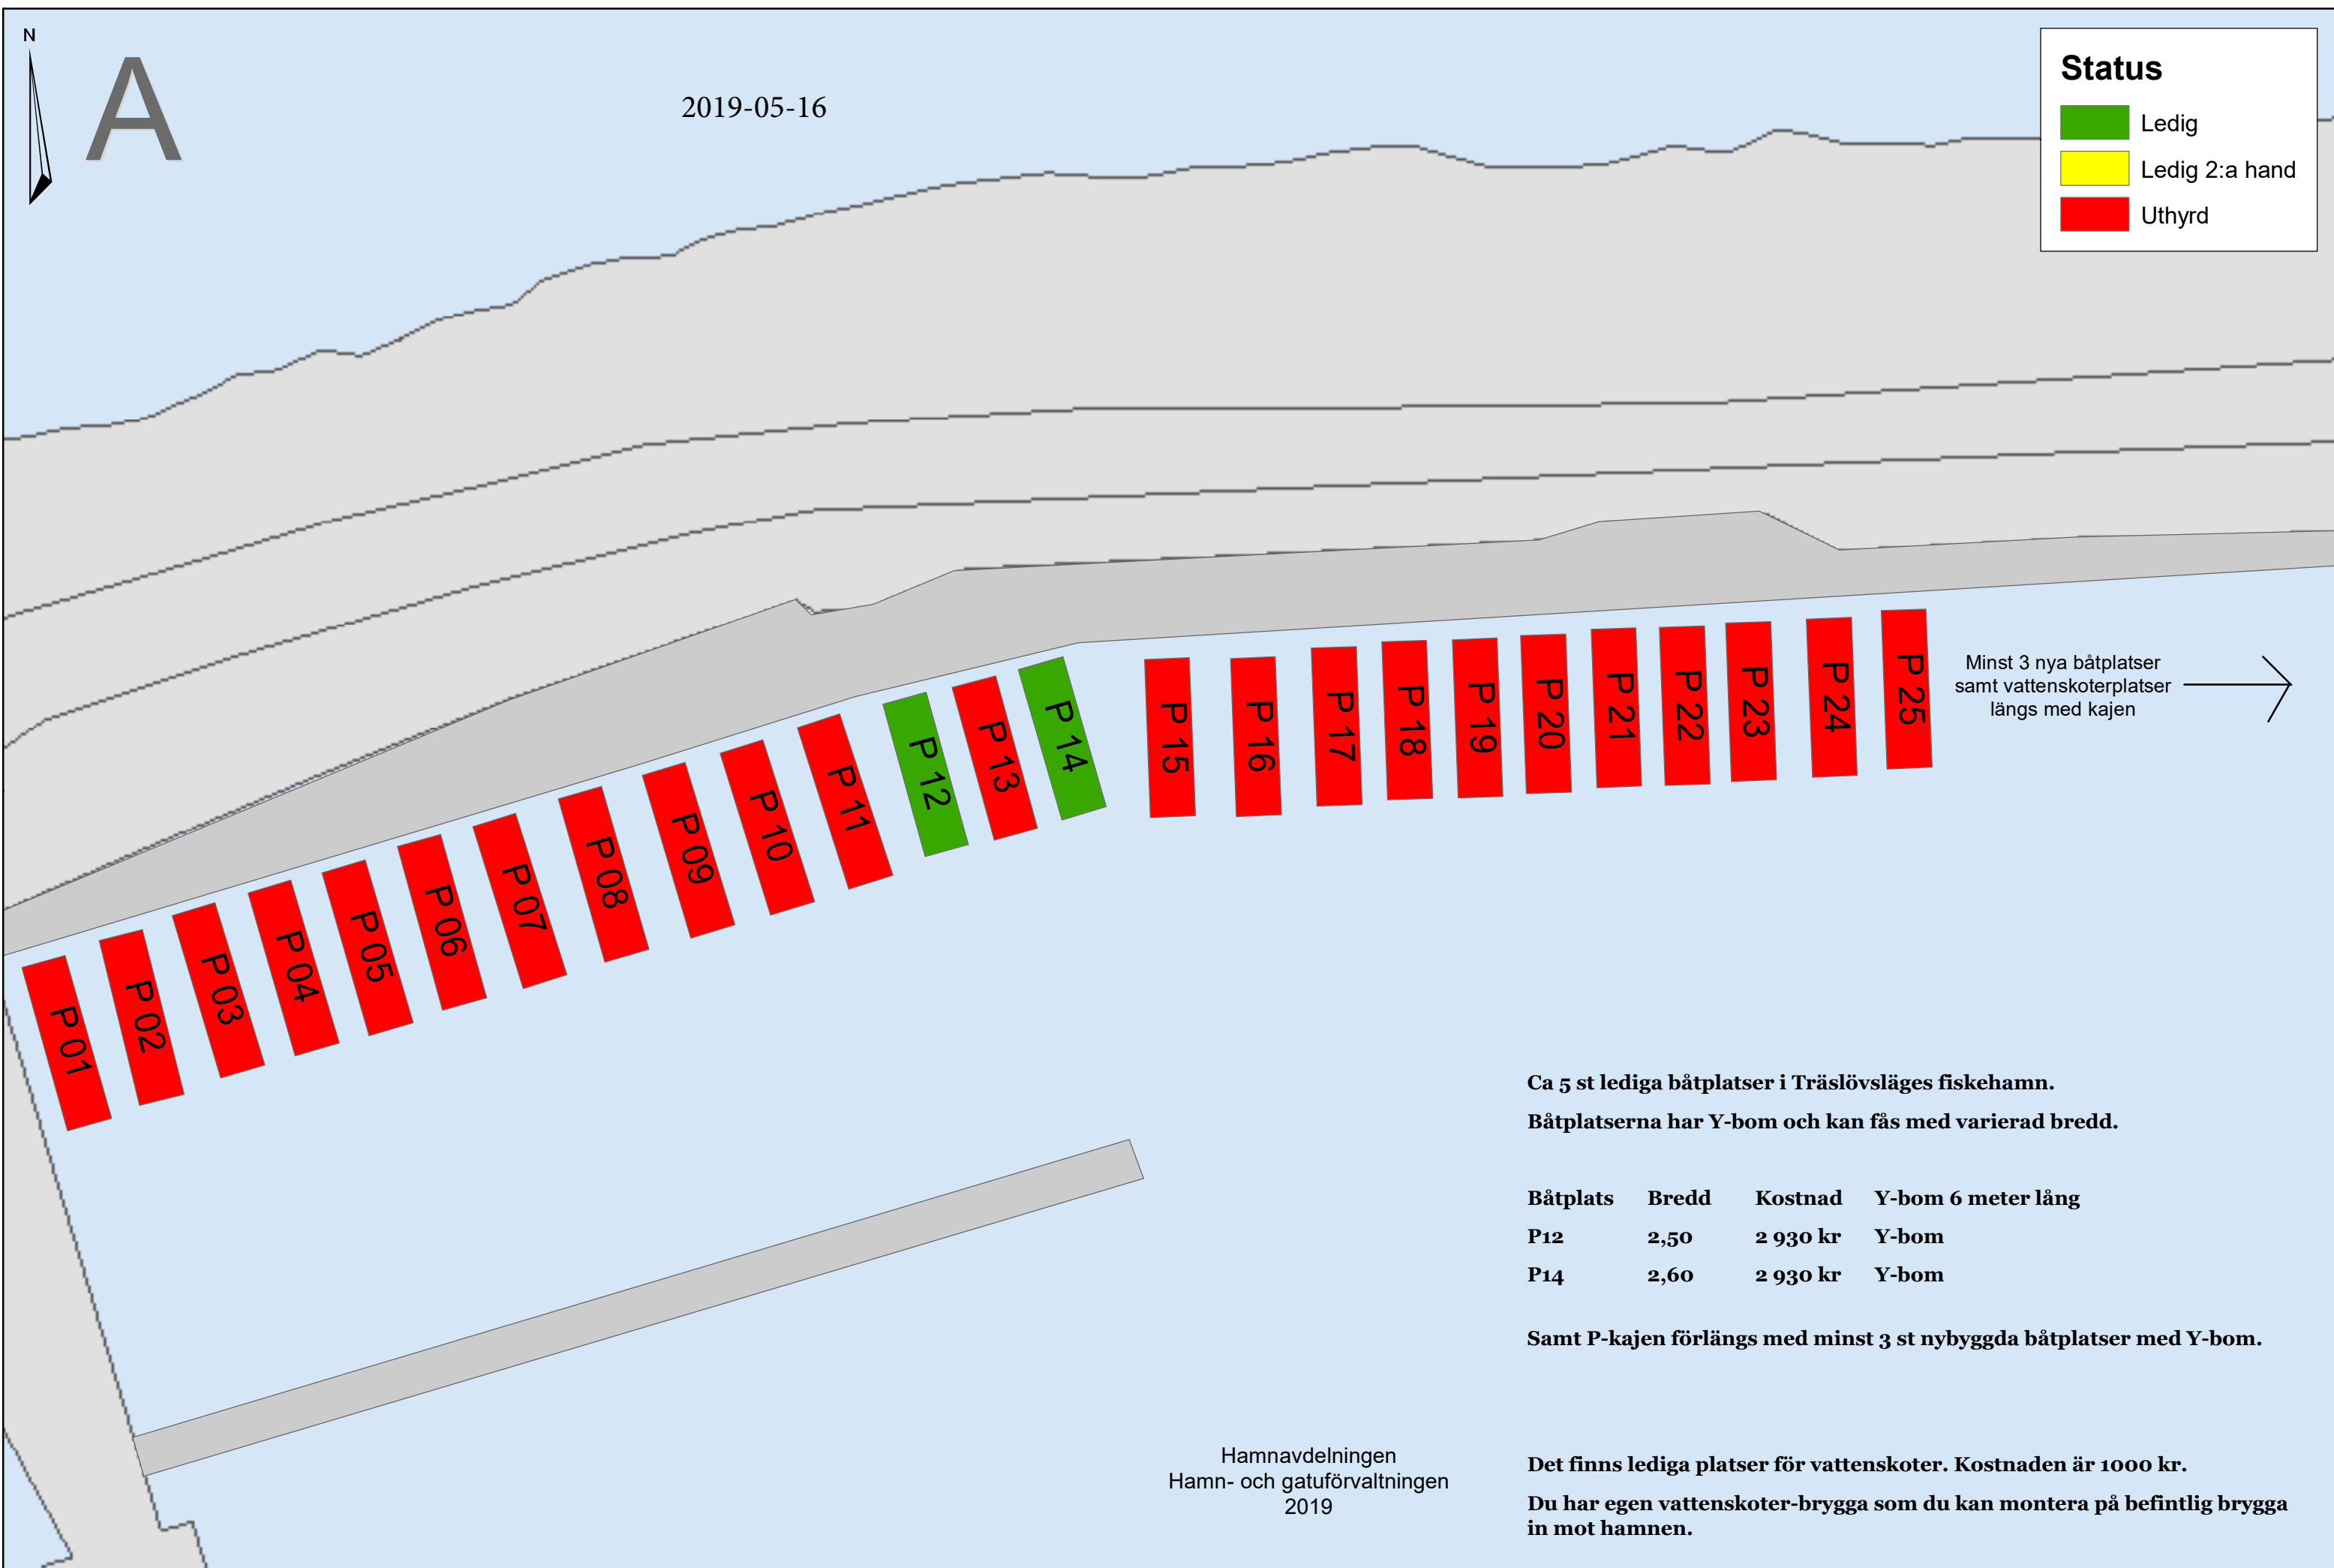 N
A
2019-05-16
Status
Ledig
Ledig 2:a hand
Uthyrd
P 01
P 02
P 03
P 04
P 05
P 06
P 07
P 08
P 09
P 10
P 11
P 12
P 13
P 14
P 15
P 16
P 17
P 18
P 19
P 20
P 21
P 22
P 23
P 24
P 25
Minst 3 nya båtplatser
samt vattenskoterplatser
längs med kajen
Ca 5 st lediga båtplatser i Träslövsläges fiskehamn.
Båtplatserna har Y-bom och kan fås med varierad bredd.
Båtplats Bredd Kostnad Y-bom 6 meter lång
P12 2,50 2 930 kr Y-bom
P14 2,60 2 930 kr Y-bom
Samt P-kajen förlängs med minst 3 st nybyggda båtplatser med Y-bom.
Hamnavdelningen
Hamn- och gatuförvaltningen
2019
Det finns lediga platser för vattenskoter. Kostnaden är 1000 kr.
Du har egen vattenskoter-brygga som du kan montera på befintlig brygga
in mot hamnen.